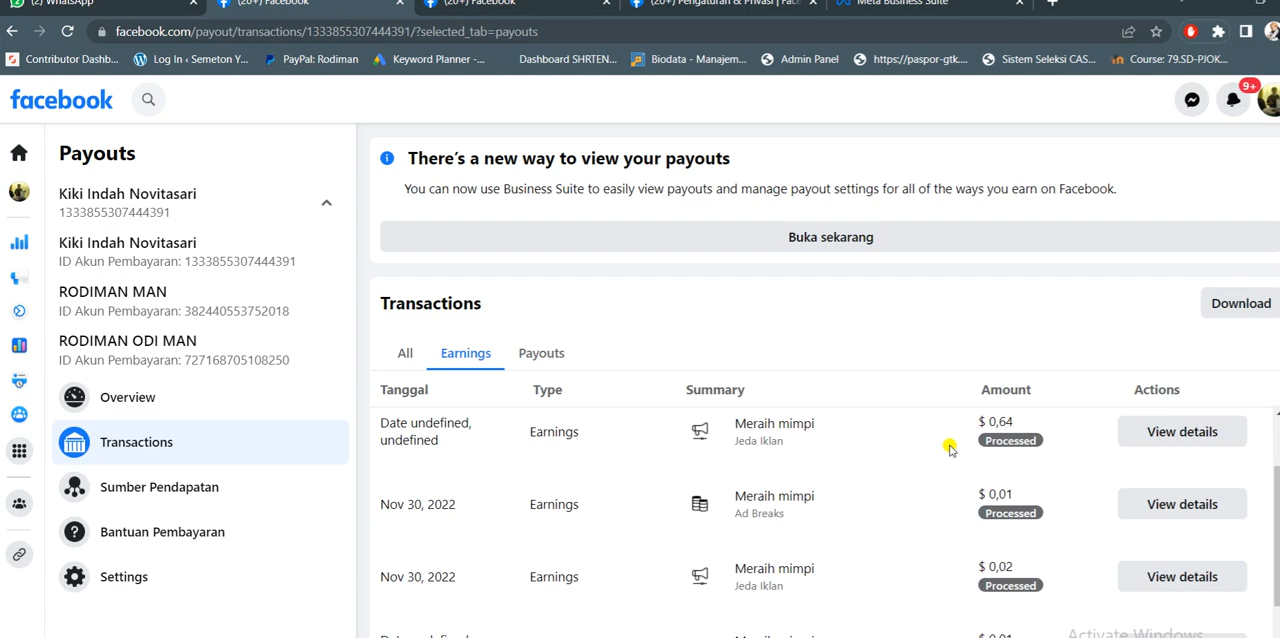 (2) WhatsApp
(20+) Facebook
(20+) Facebook
(20+) Pengaturan & Privasi | Face
Meta Business Suite
facebook.com/payout/transactions/1333855307444391/?selected_tab=payouts
Contributor Dashb...
Log In ‹ Semeton Y...
PayPal: Rodiman
Keyword Planner -...
Dashboard SHRTEN...
Biodata - Manajem...
Admin Panel
https://paspor-gtk....
Sistem Seleksi CAS...
Course: 79.SD-PJOK...
facebook
9+
Payouts
Kiki Indah Novitasari
1333855307444391
Kiki Indah Novitasari
ID Akun Pembayaran: 1333855307444391
RODIMAN MAN
ID Akun Pembayaran: 382440553752018
RODIMAN ODI MAN
ID Akun Pembayaran: 727168705108250
Overview
Transactions
Sumber Pendapatan
Bantuan Pembayaran
Settings
There's a new way to view your payouts
You can now use Business Suite to easily view payouts and manage payout settings for all of the ways you earn on Facebook.
Buka sekarang
Transactions
Download
All
Earnings
Payouts
Tanggal
Type
Summary
Amount
Actions
Date undefined,
undefined
Earnings
Meraih mimpi
Jeda Iklan
$ 0,64
Processed
View details
Nov 30, 2022
Earnings
Meraih mimpi
Ad Breaks
$ 0,01
Processed
View details
Nov 30, 2022
Earnings
Meraih mimpi
Jeda Iklan
$ 0,02
Processed
View details
Activate Windows